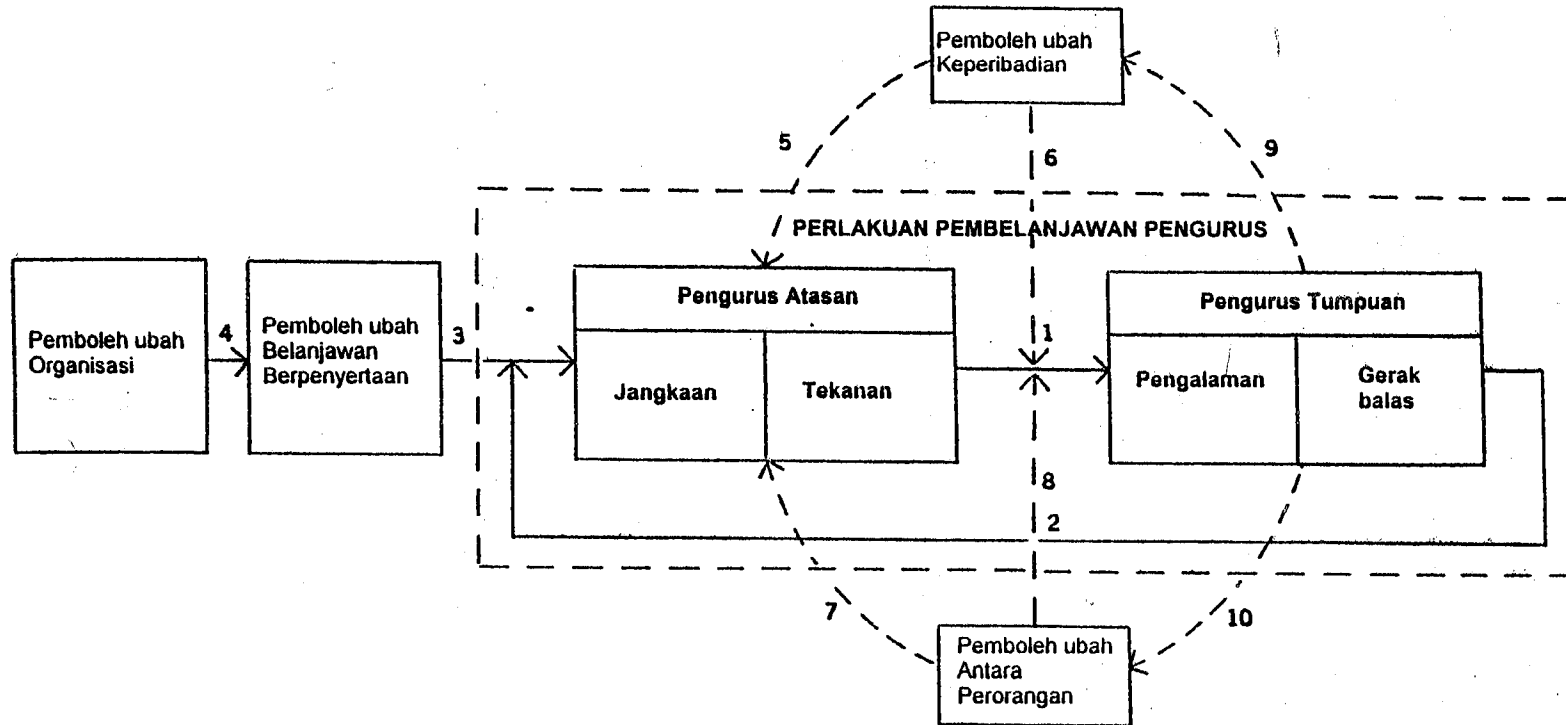 Pemboleh ubah
Keperibadian
5
6
9
PERLAKUAN PEMBELANJAWAN PENGURUS
Pemboleh ubah
Organisasi
4
Pemboleh ubah
Belanjawan
Berpenyertaan
3
Pengurus Atasan
Jangkaan
Tekanan
1
Pengurus Tumpuan
Pengalaman
Gerak
balas
8
2
7
10
Pemboleh ubah
Antara
Perorangan